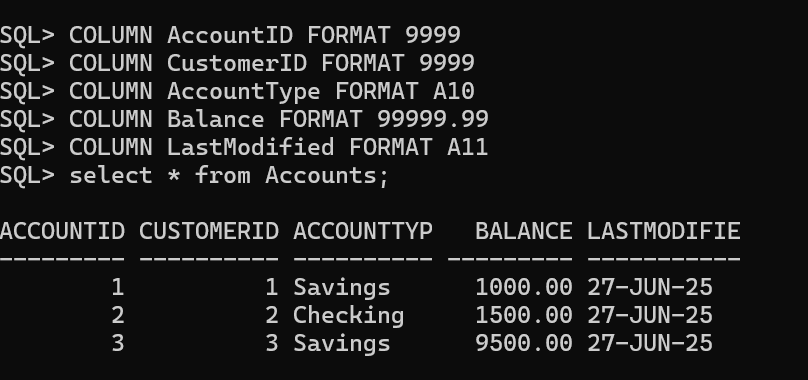 SQL> COLUMN AccountID FORMAT 9999
SQL> COLUMN CustomerID FORMAT 9999
SQL> COLUMN AccountType FORMAT A10
SQL> COLUMN Balance FORMAT 99999.99
SQL> COLUMN LastModified FORMAT A11
SQL> select * from Accounts;

ACCOUNTID CUSTOMERID ACCOUNTTYP   BALANCE LASTMODIFIE
--------- ---------- ---------- --------- -----------
        1          1 Savings      1000.00 27-JUN-25
        2          2 Checking     1500.00 27-JUN-25
        3          3 Savings      9500.00 27-JUN-25